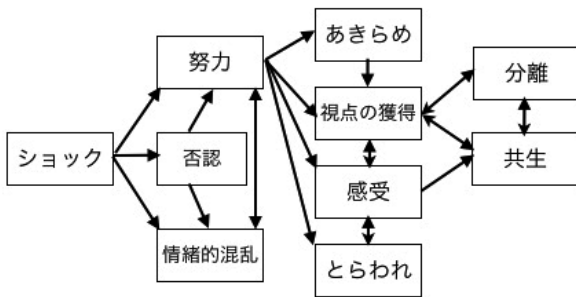 ショック
努力
否認
情緒的混乱
あきらめ
視点の獲得
感受
とらわれ
分離
共生